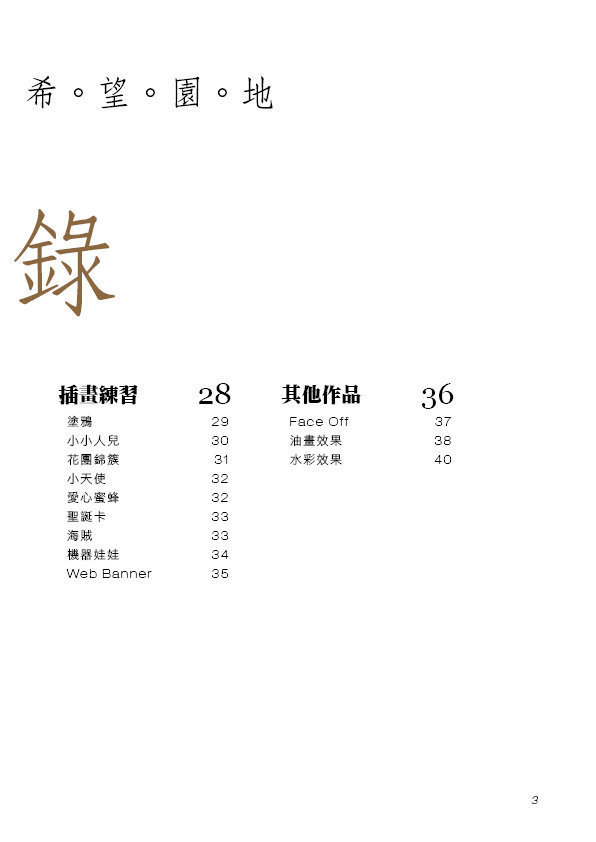 希。望。園。地
錄
插畫練習 28
塗鴉 29
小小人兒 30
花團錦簇 31
小天使 32
愛心蜜蜂 32
聖誕卡 33
海賊 33
機器娃娃 34
Web Banner 35
其他作品 36
Face Off 37
油畫效果 38
水彩效果 40
3